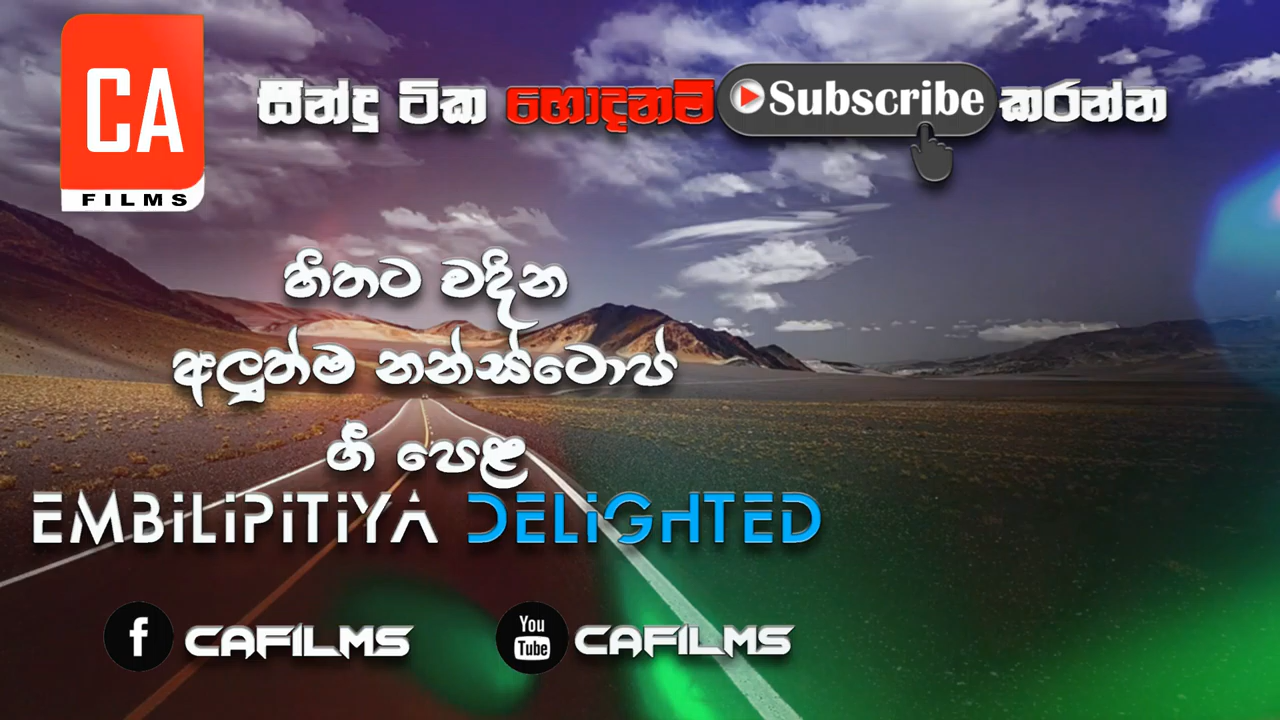 CA
FILMS
සින්දු ටික හොඳනම් Subscribe කරන්න
හිතට වදින
අලුත්ම නන්ස්ටොප්
ගී පෙළ
EMBiLiPiTiYA DELiGHTED
f CAFILMS
You Tube CAFILMS